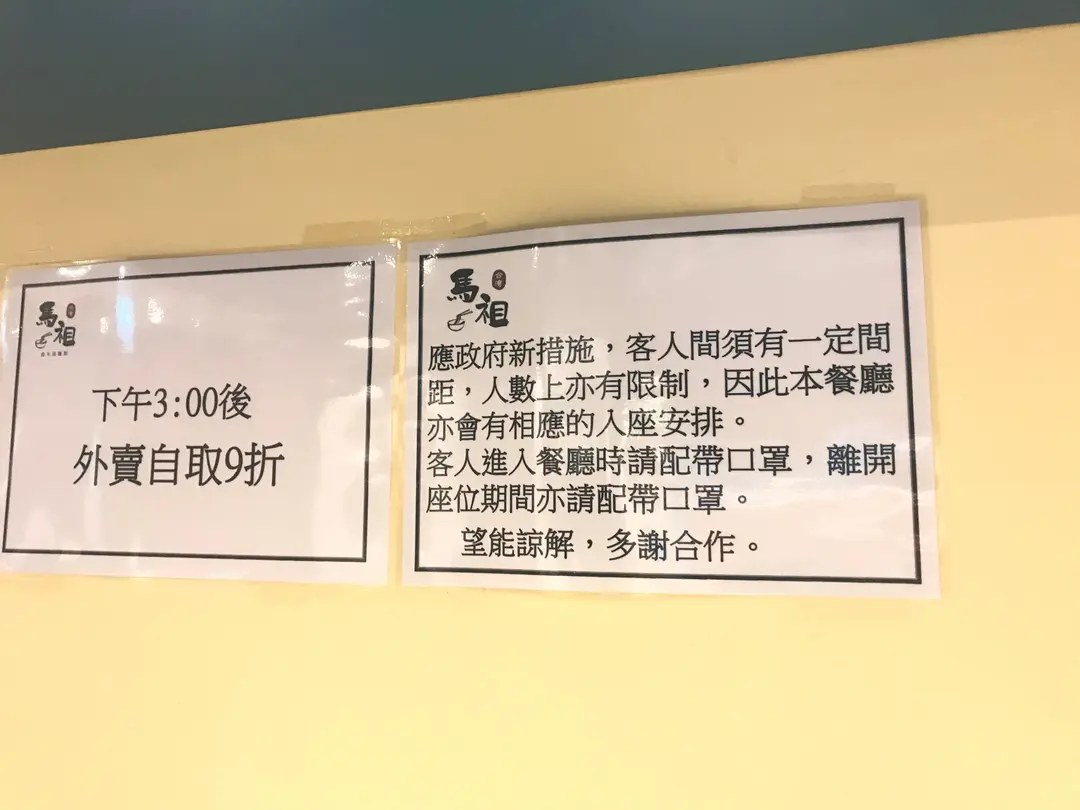 馬祖
下午3:00後
外賣自取9折
台灣
馬祖
應政府新措施，客人間須有一定間
距，人數上亦有限制，因此本餐廳
亦會有相應的入座安排。
客人進入餐廳時請配帶口罩，離開
座位期間亦請配帶口罩。
望能諒解，多謝合作。